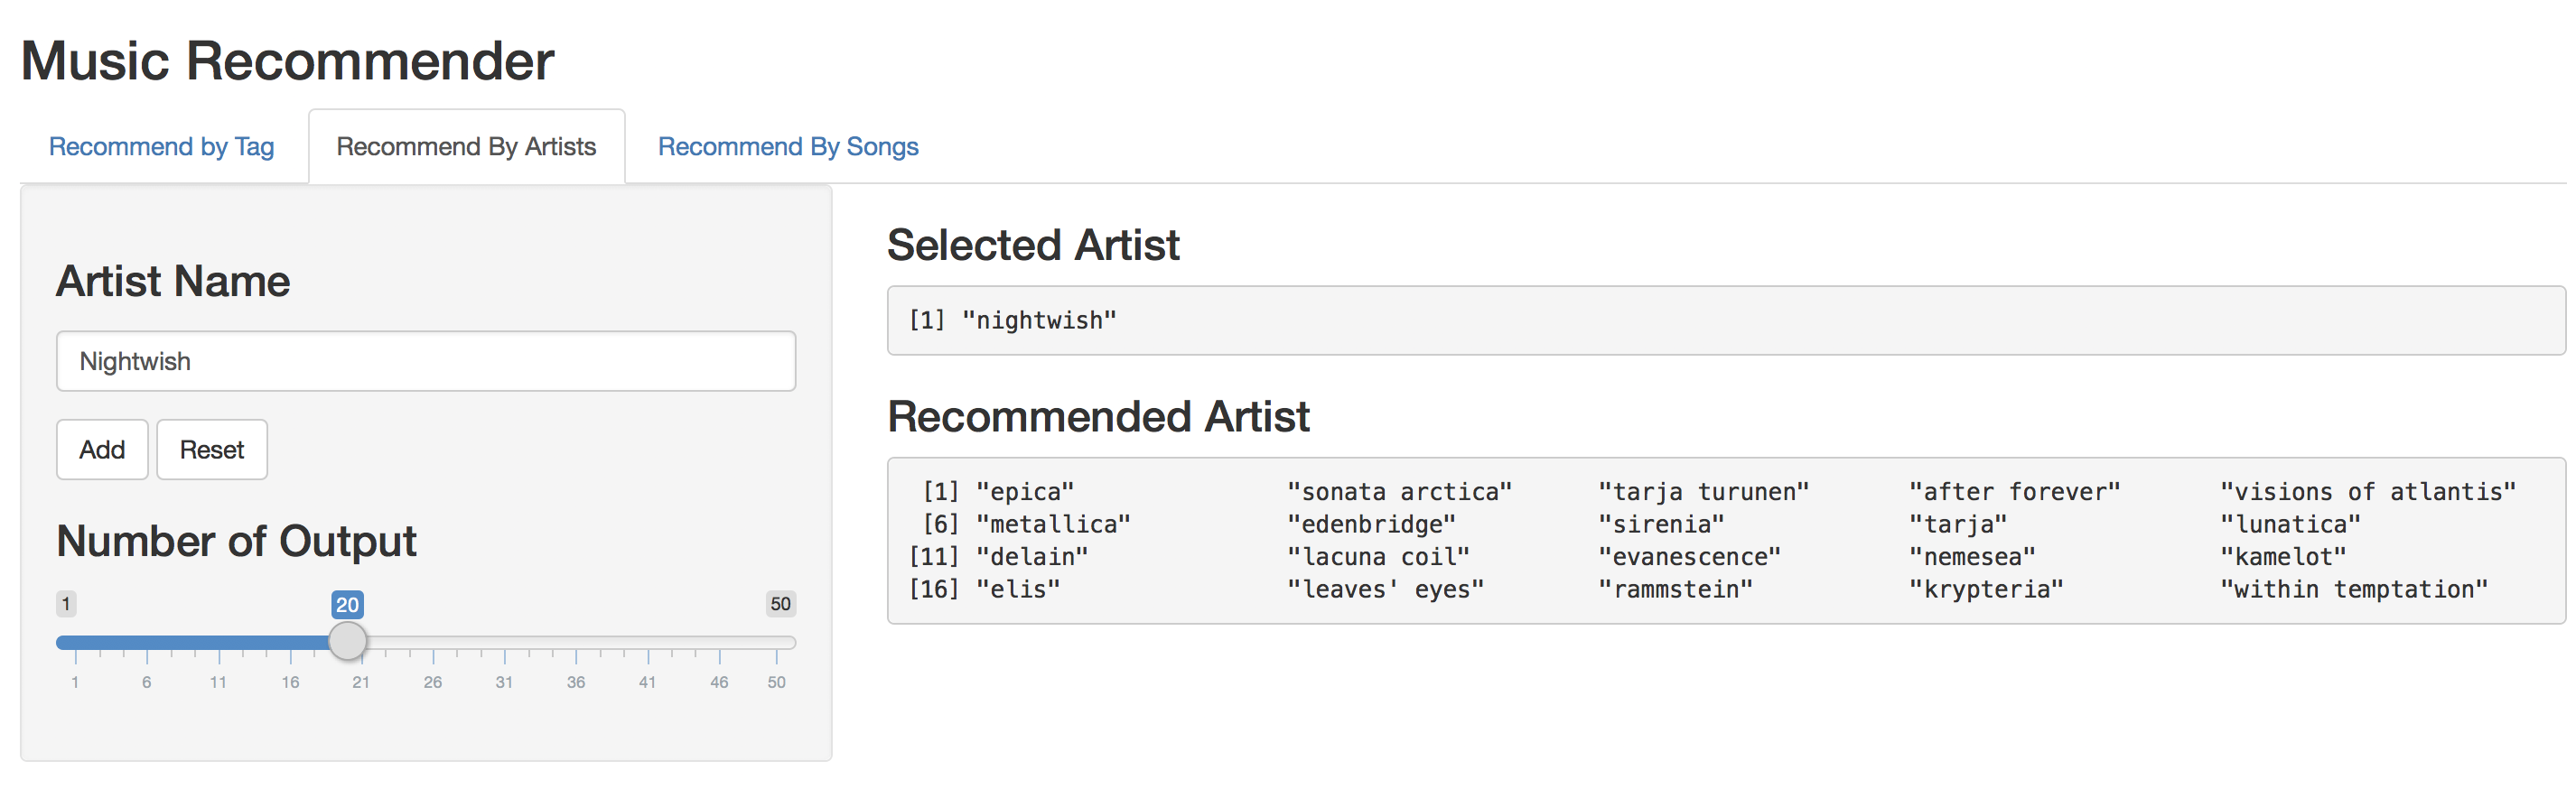 Music Recommender
Recommend by Tag Recommend By Artists Recommend By Songs
Artist Name
Nightwish
Add Reset
Number of Output
1 20 50
1 6 11 16 21 26 31 36 41 46 50
Selected Artist
[1] "nightwish"
Recommended Artist
[1] "epica" "sonata arctica" "tarja turunen" "after forever" "visions of atlantis"
[6] "metallica" "edenbridge" "sirenia" "tarja" "lunatica"
[11] "delain" "lacuna coil" "evanescence" "nemesea" "kamelot"
[16] "elis" "leaves' eyes" "rammstein" "krypteria" "within temptation"